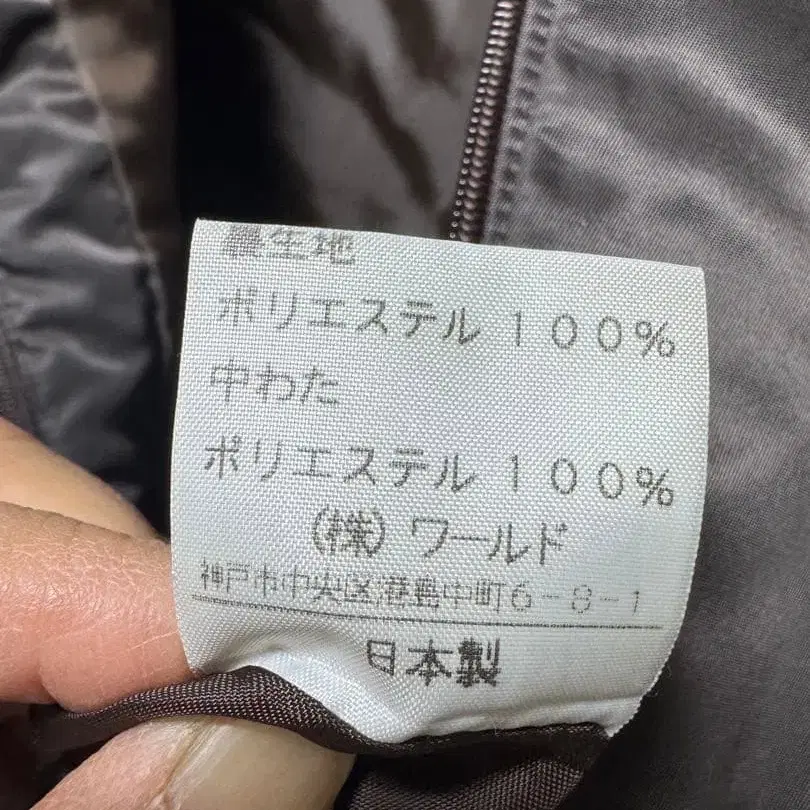 裏生地
ポリエステル 100%
中わた
ポリエステル 100%
(株) ワールド
神戸市中央区港島中町6-8-1
日本製